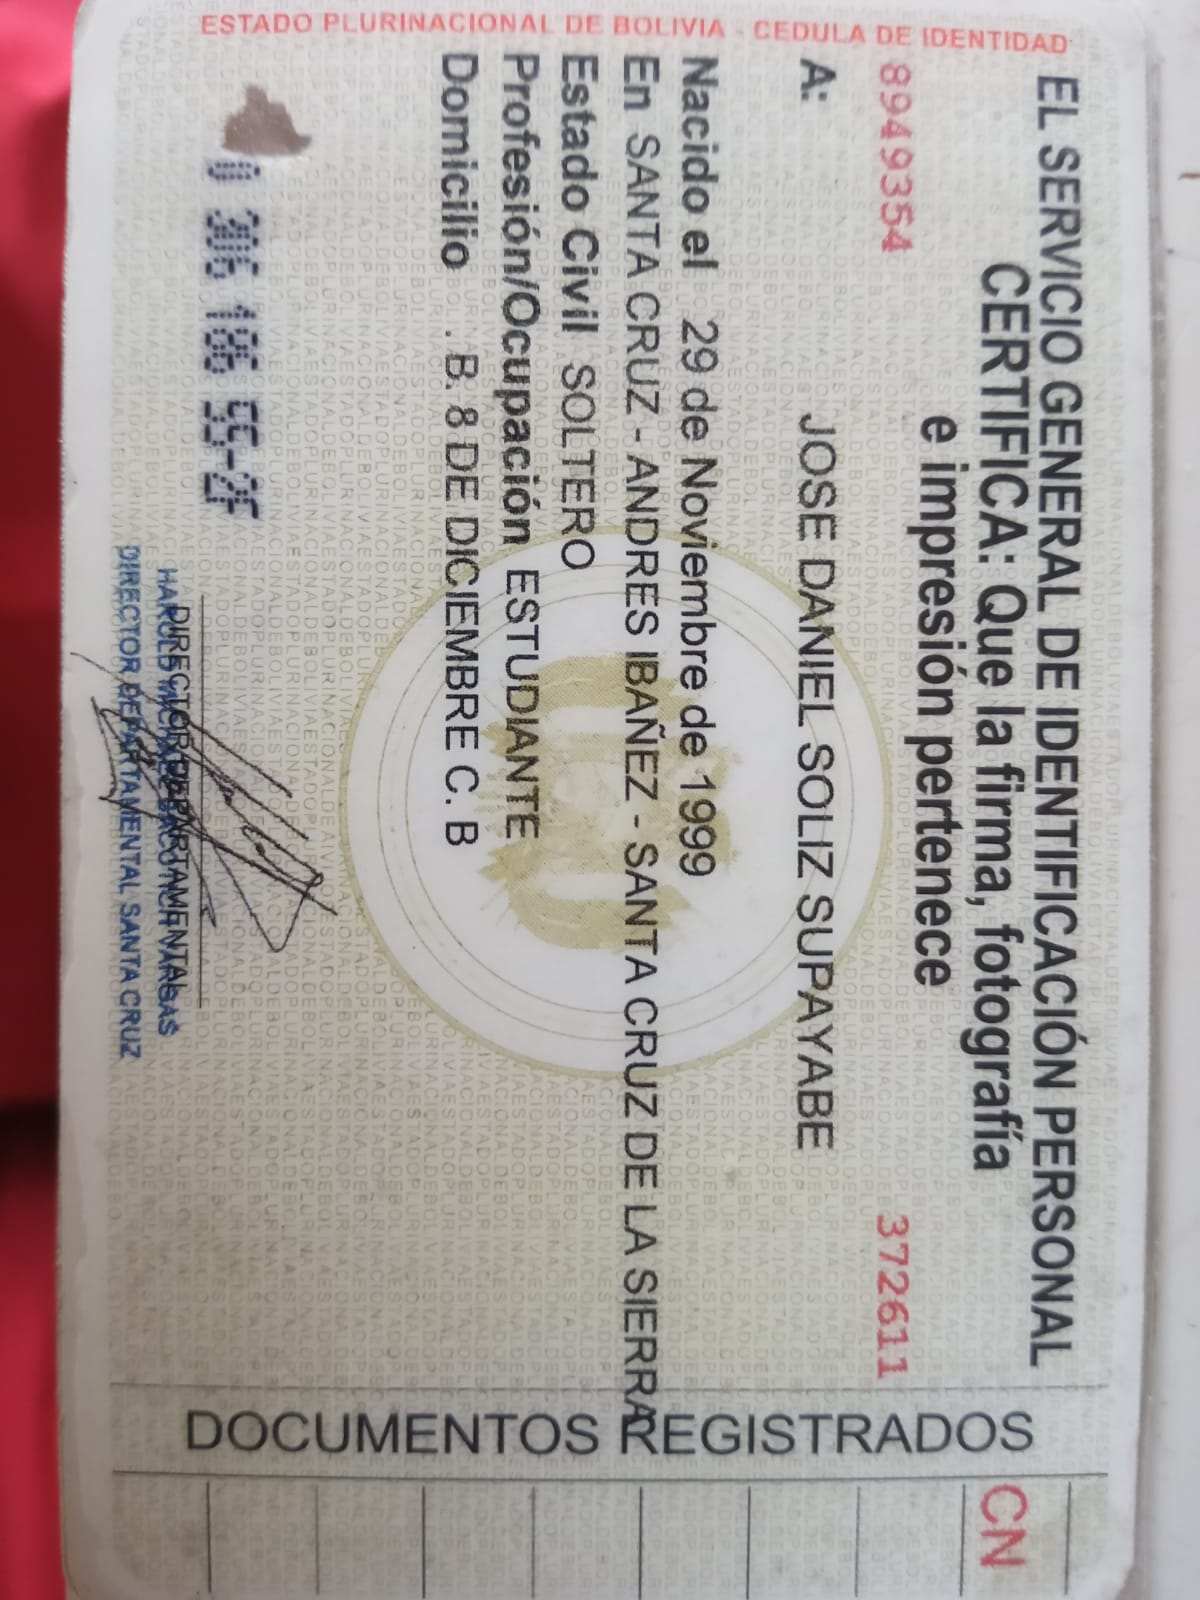 EL SERVICIO GENERAL DE IDENTIFICACIÓN PERSONAL
CERTIFICA: Que la firma, fotografía
e impresión pertenece
8949354
372611
A: JOSE DANIEL SOLIZ SUPAYABE
Nacido el 29 de Noviembre de 1999
En SANTA CRUZ - ANDRES IBAÑEZ - SANTA CRUZ DE LA SIERRA
Estado Civil SOLTERO
Profesión/Ocupación ESTUDIANTE
Domicilio . B. 8 DE DICIEMBRE C. B
0 306 186 55-2F
DIRECTOR DEPARTAMENTAL
HAROLD VARGAS
DIRECTOR DEPARTAMENTAL SANTA CRUZ
ESTADO PLURINACIONAL DE BOLIVIA - CEDULA DE IDENTIDAD
DOCUMENTOS REGISTRADOS
CN